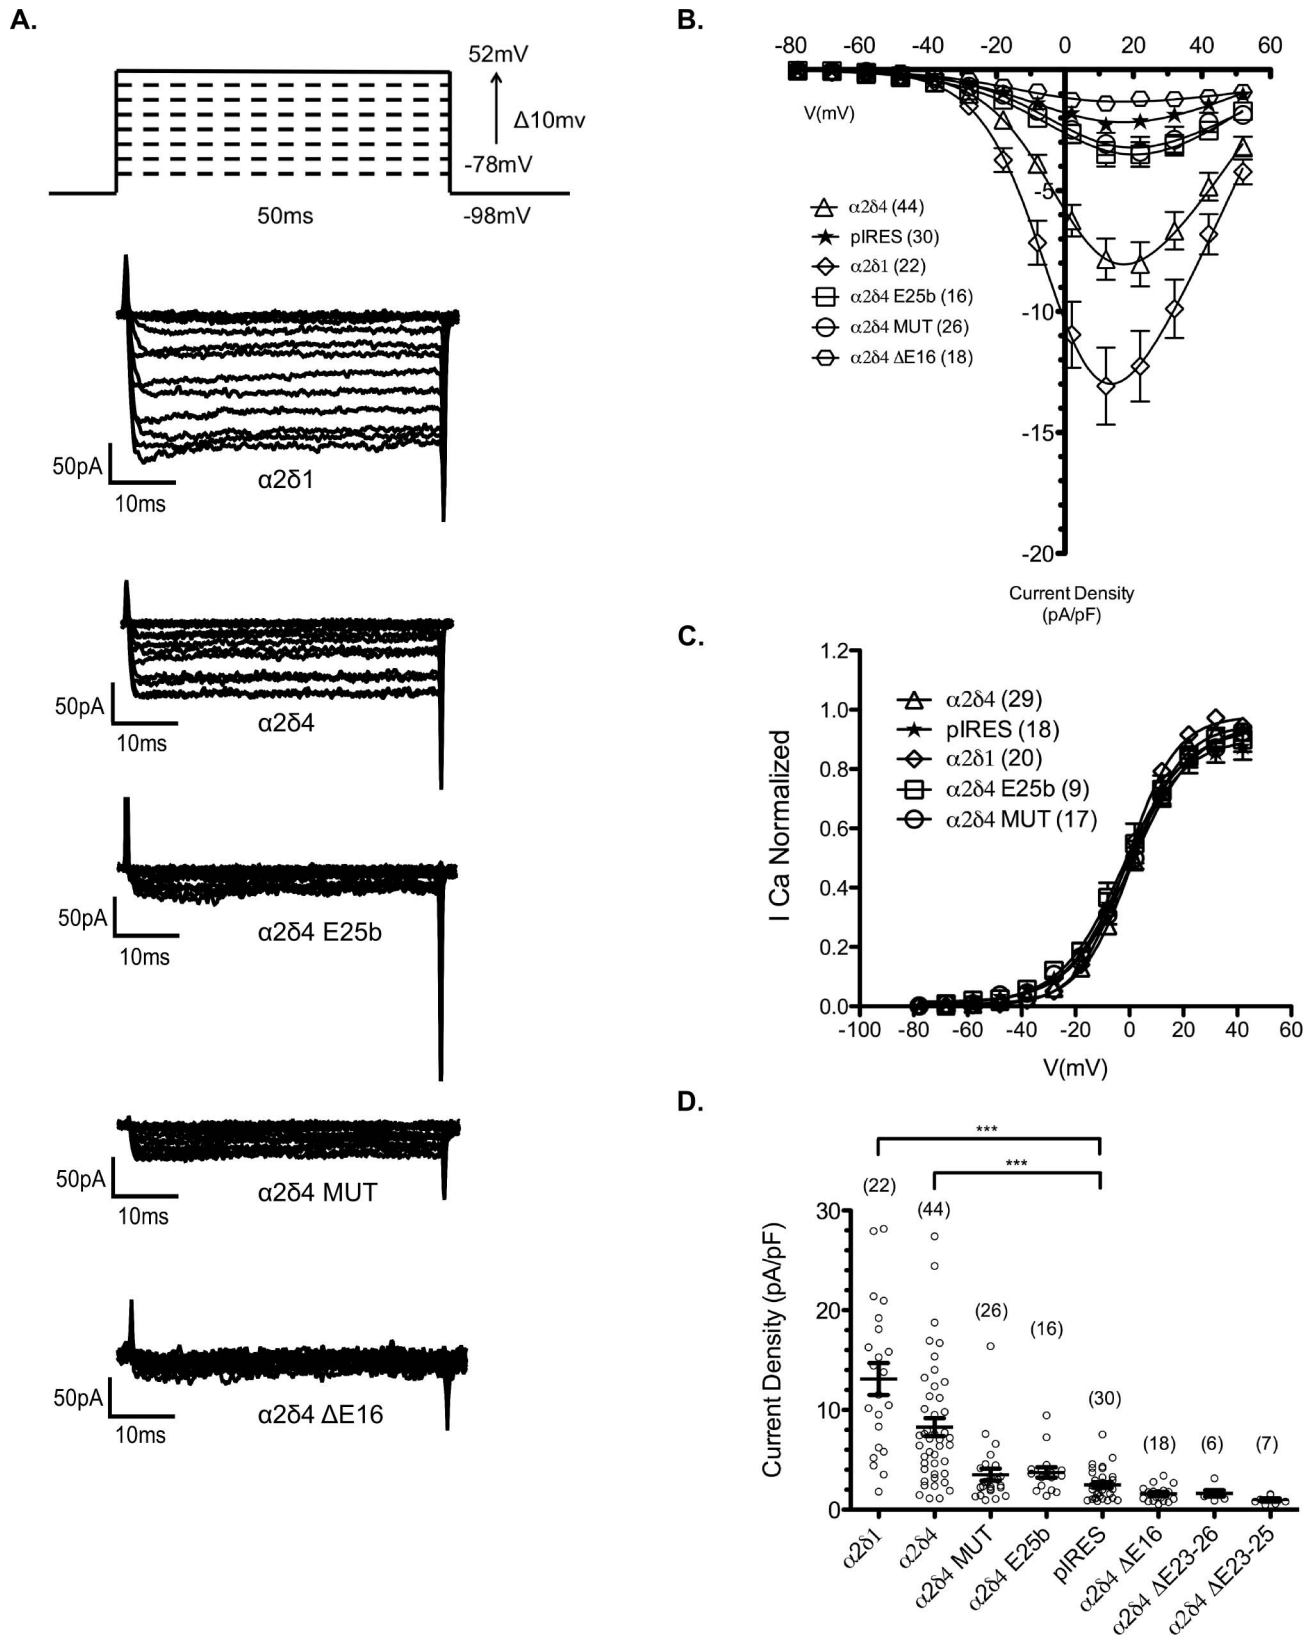 A.
52mV
Δ10mv
-78mV
50ms
-98mV
50pA
10ms
α2δ1
50pA
10ms
α2δ4
50pA
10ms
α2δ4 E25b
50pA
10ms
α2δ4 MUT
50pA
10ms
α2δ4 ΔE16
B.
-80 -60 -40 -20 0 20 40 60
V(mV)
-5
-10
-15
-20
α2δ4 (44)
pIRES (30)
α2δ1 (22)
α2δ4 E25b (16)
α2δ4 MUT (26)
α2δ4 ΔE16 (18)
Current Density
(pA/pF)
C.
1.2
1.0
0.8
0.6
0.4
0.2
0.0
I Ca Normalized
α2δ4 (29)
pIRES (18)
α2δ1 (20)
α2δ4 E25b (9)
α2δ4 MUT (17)
-100 -80 -60 -40 -20 0 20 40 60
V(mV)
D.
***
***
(22)
(44)
(26)
(16)
(30)
(18)
(6)
(7)
30
20
10
0
Current Density (pA/pF)
α2δ1
α2δ4
α2δ4 MUT
α2δ4 E25b
pIRES
α2δ4 ΔE16
α2δ4 ΔE23-26
α2δ4 ΔE23-25